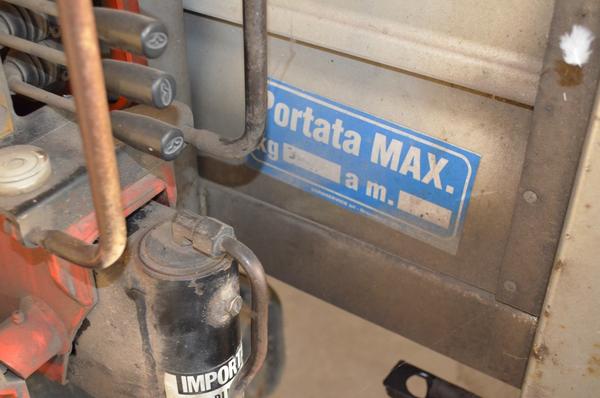 Portata MAX.
kg a m.
IMPORT